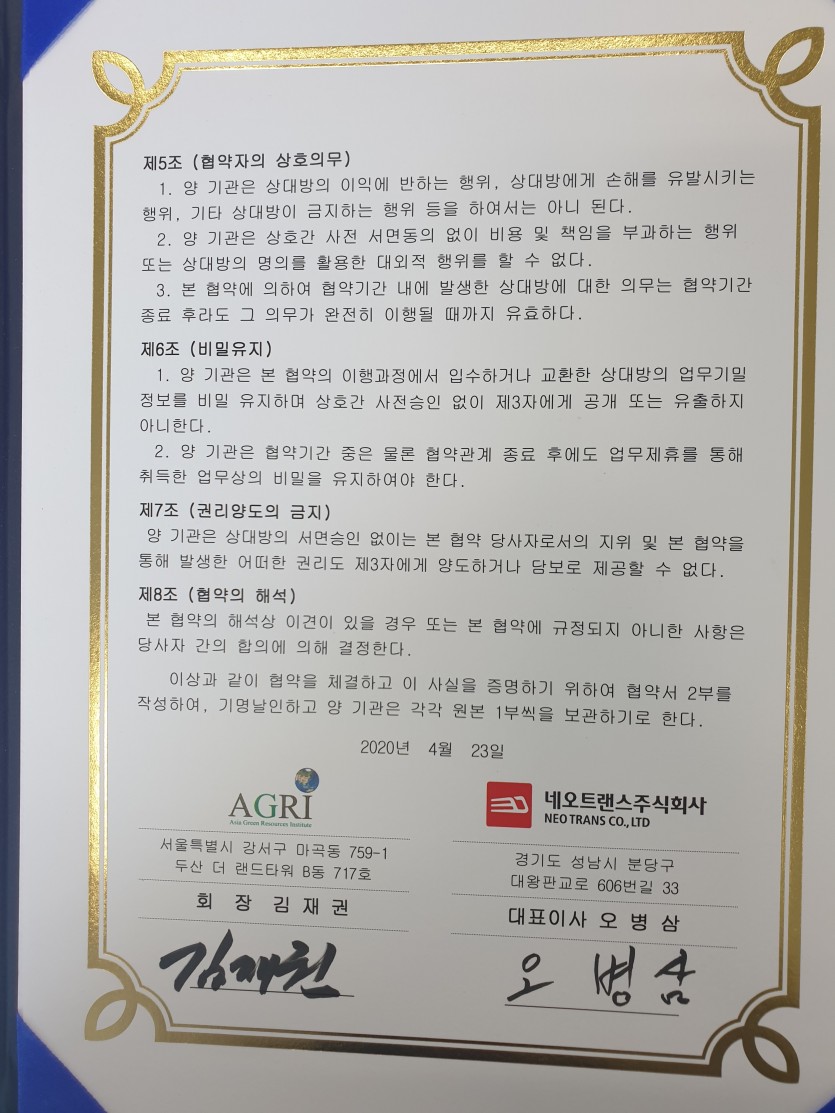 제5조 (협약자의 상호의무)
1. 양 기관은 상대방의 이익에 반하는 행위, 상대방에게 손해를 유발시키는
행위, 기타 상대방이 금지하는 행위 등을 하여서는 아니 된다.
2. 양 기관은 상호간 사전 서면동의 없이 비용 및 책임을 부과하는 행위
또는 상대방의 명의를 활용한 대외적 행위를 할 수 없다.
3. 본 협약에 의하여 협약기간 내에 발생한 상대방에 대한 의무는 협약기간
종료 후라도 그 의무가 완전히 이행될 때까지 유효하다.
제6조 (비밀유지)
1. 양 기관은 본 협약의 이행과정에서 입수하거나 교환한 상대방의 업무기밀
정보를 비밀 유지하며 상호간 사전승인 없이 제3자에게 공개 또는 유출하지
아니한다.
2. 양 기관은 협약기간 중은 물론 협약관계 종료 후에도 업무제휴를 통해
취득한 업무상의 비밀을 유지하여야 한다.
제7조 (권리양도의 금지)
양 기관은 상대방의 서면승인 없이는 본 협약 당사자로서의 지위 및 본 협약을
통해 발생한 어떠한 권리도 제3자에게 양도하거나 담보로 제공할 수 없다.
제8조 (협약의 해석)
본 협약의 해석상 이견이 있을 경우 또는 본 협약에 규정되지 아니한 사항은
당사자 간의 합의에 의해 결정한다.
이상과 같이 협약을 체결하고 이 사실을 증명하기 위하여 협약서 2부를
작성하여, 기명날인하고 양 기관은 각각 원본 1부씩을 보관하기로 한다.
2020년 4월 23일
AGRI
Asia Green Resources Institute
서울특별시 강서구 마곡동 759-1
두산 더 랜드타워 B동 717호
회 장 김 재 권
김재권
네오트랜스주식회사
NEO TRANS CO., LTD
경기도 성남시 분당구
대왕판교로 606번길 33
대표이사 오 병 삼
오 병 삼